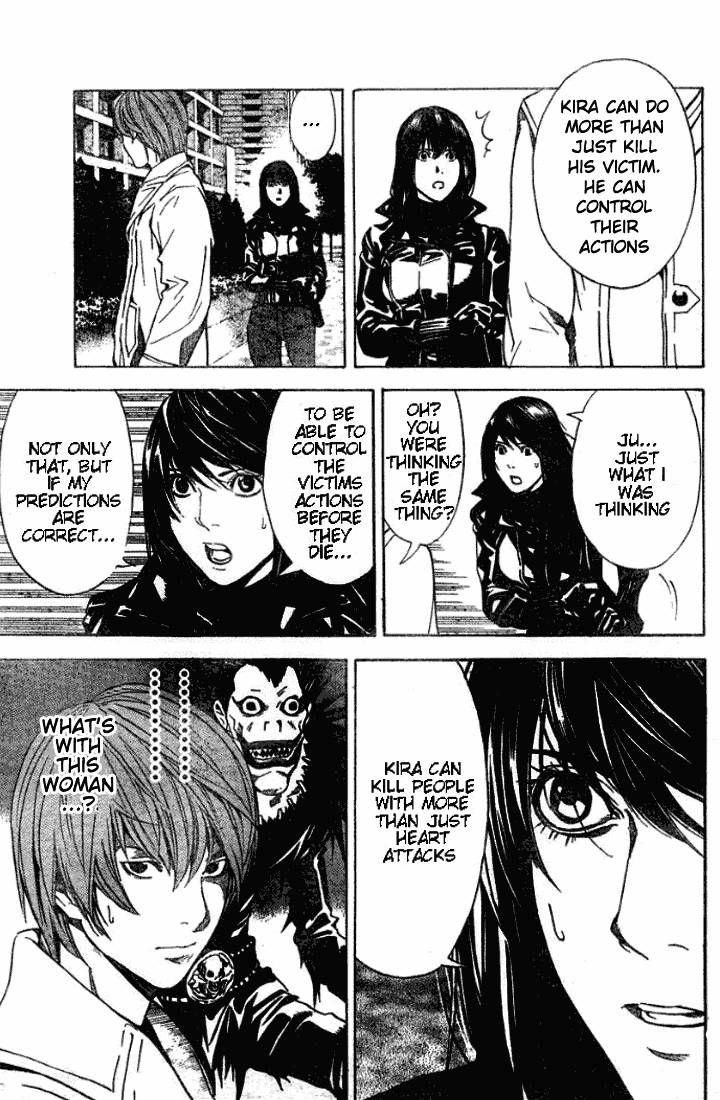 KIRA CAN DO
MORE THAN
JUST KILL
HIS VICTIM.
HE CAN
CONTROL
THEIR
ACTIONS
...
JU...
JUST
WHAT I
WAS
THINKING
OH?
YOU
WERE
THINKING
THE
SAME
THING?
TO BE
ABLE TO
CONTROL
THE
VICTIMS
ACTIONS
BEFORE
THEY
DIE...
NOT ONLY
THAT, BUT
IF MY
PREDICTIONS
ARE
CORRECT...
KIRA CAN
KILL PEOPLE
WITH MORE
THAN JUST
HEART
ATTACKS
WHAT'S
WITH
THIS
WOMAN
...?